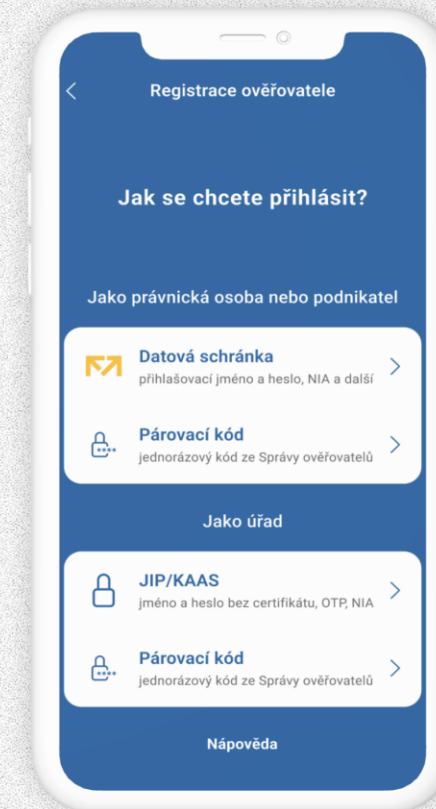 Registrace ověřovatele
Jak se chcete přihlásit?
Jako právnická osoba nebo podnikatel
Datová schránka
přihlašovací jméno a heslo, NIA a další
Párovací kód
jednorázový kód ze Správy ověřovatelů
Jako úřad
JIP/KAAS
jméno a heslo bez certifikátu, OTP, NIA
Párovací kód
jednorázový kód ze Správy ověřovatelů
Nápověda